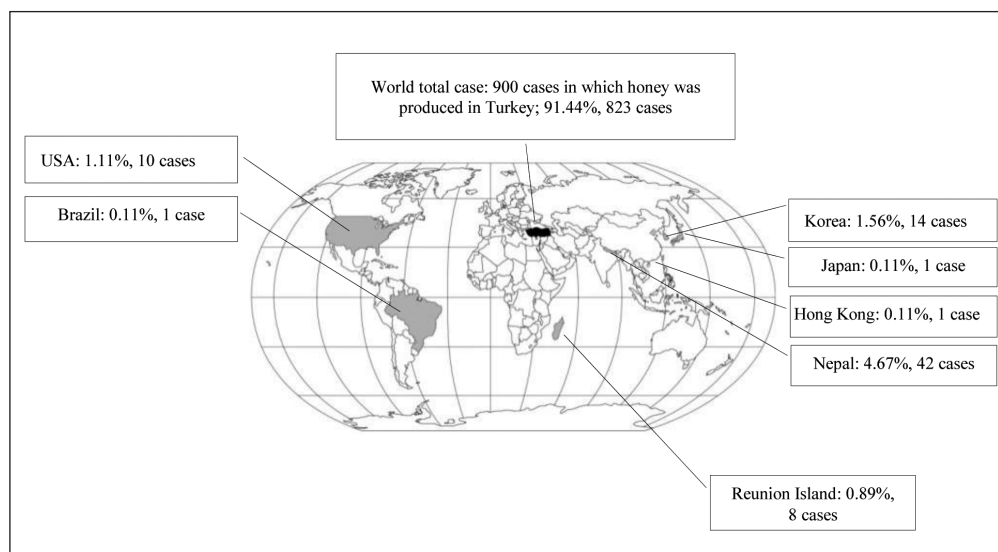 World total case: 900 cases in which honey was
produced in Turkey; 91.44%, 823 cases
USA: 1.11%, 10 cases
Brazil: 0.11%, 1 case
Korea: 1.56%, 14 cases
Japan: 0.11%, 1 case
Hong Kong: 0.11%, 1 case
Nepal: 4.67%, 42 cases
Reunion Island: 0.89%,
8 cases